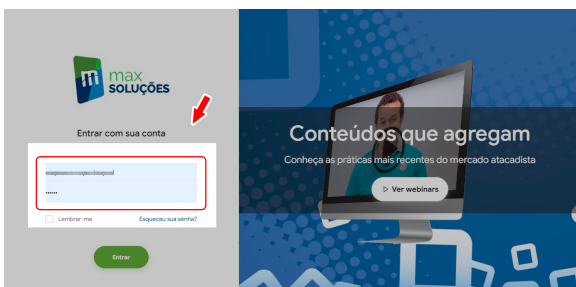 max
SOLUÇÕES
Entrar com sua conta
Lembrar-me
Esqueceu sua senha?
Entrar
Conteúdos que agregam
Conheça as práticas mais recentes do mercado atacadista
Ver webinars